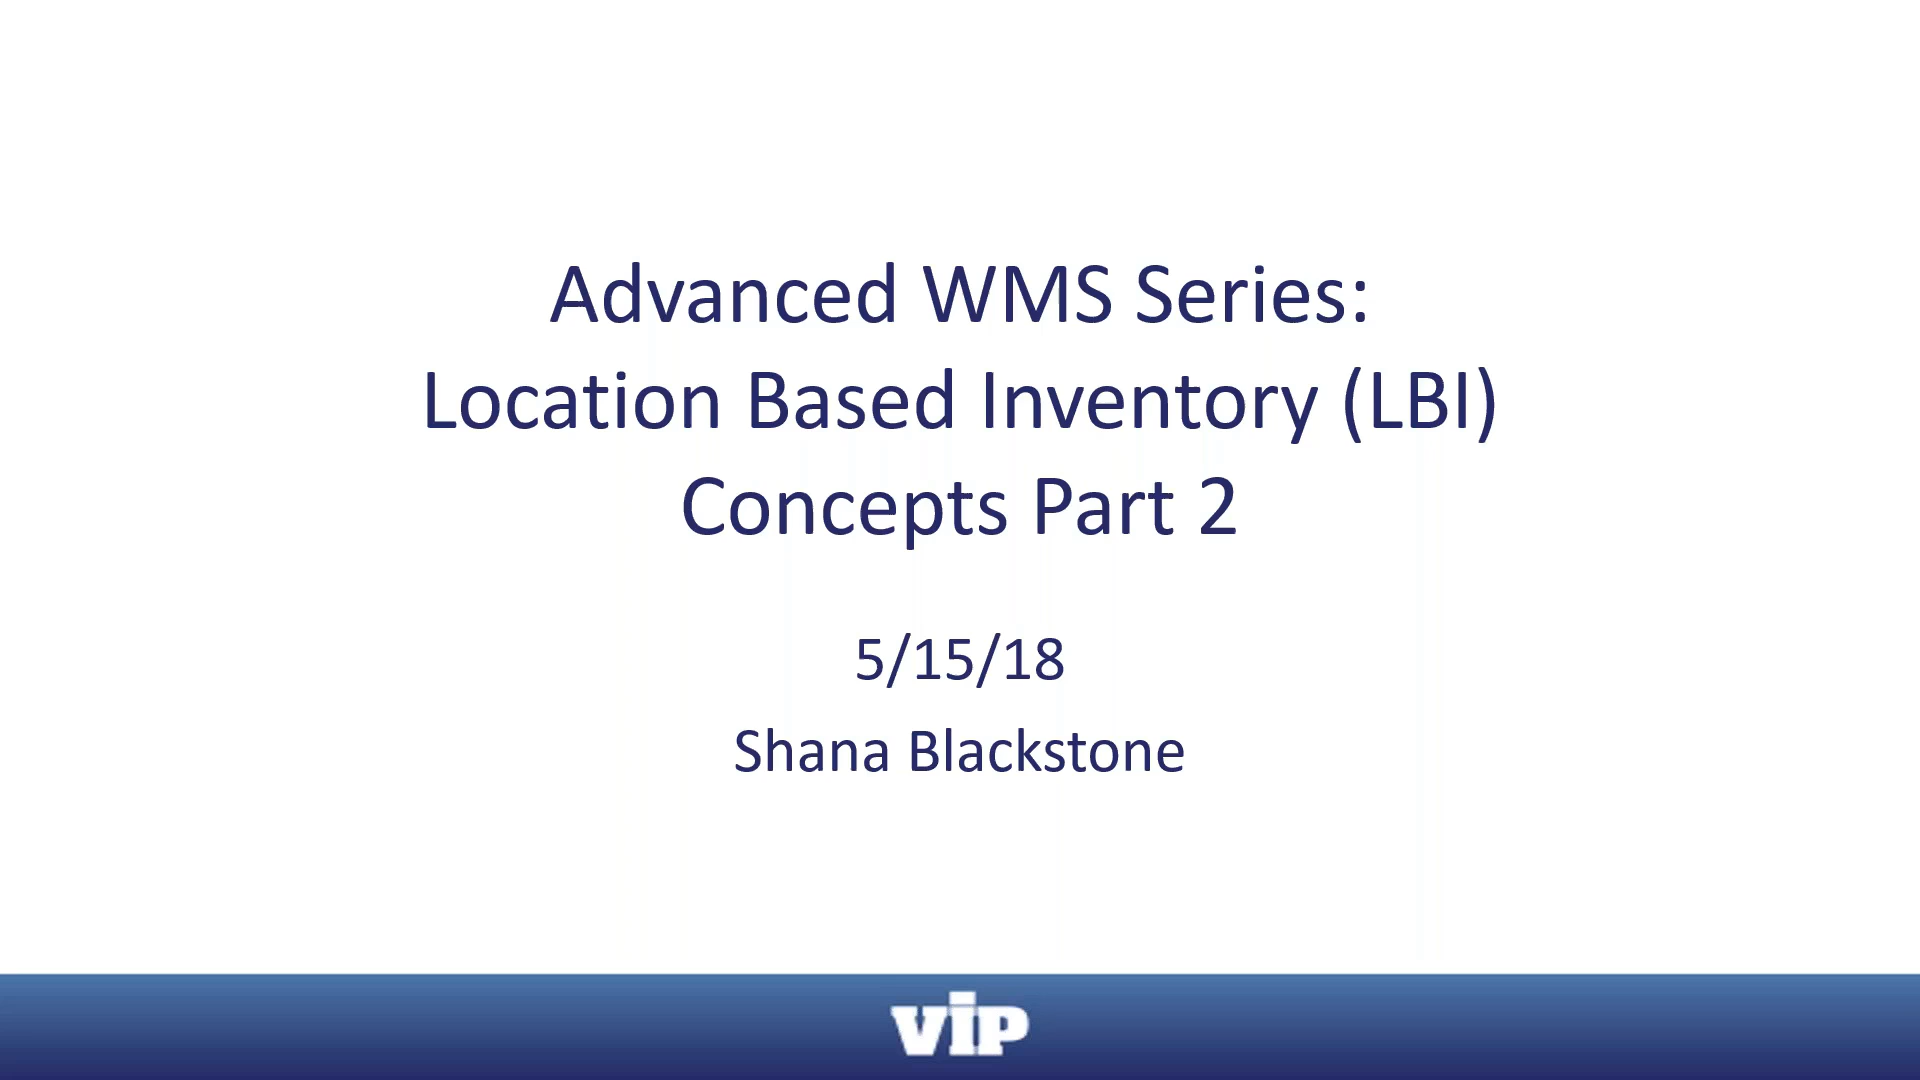 Advanced WMS Series:
Location Based Inventory (LBI)
Concepts Part 2
5/15/18
Shana Blackstone
vip